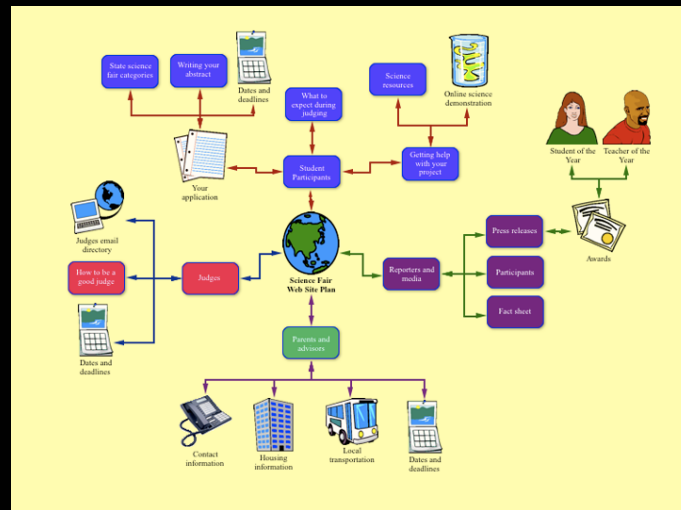 State science
fair categories
Writing your
abstract
Dates and
deadlines
What to
expect during
judging
Science
resources
Online science
demonstration
Student of the
Year
Teacher of the
Year
Your
application
Student
Participants
Getting help
with your
project
Judges email
directory
How to be a
good judge
Judges
Dates and
deadlines
Science Fair
Web Site Plan
Reporters and
media
Press releases
Participants
Fact sheet
Awards
Parents and
advisors
Contact
information
Housing
information
Local
transportation
Dates and
deadlines